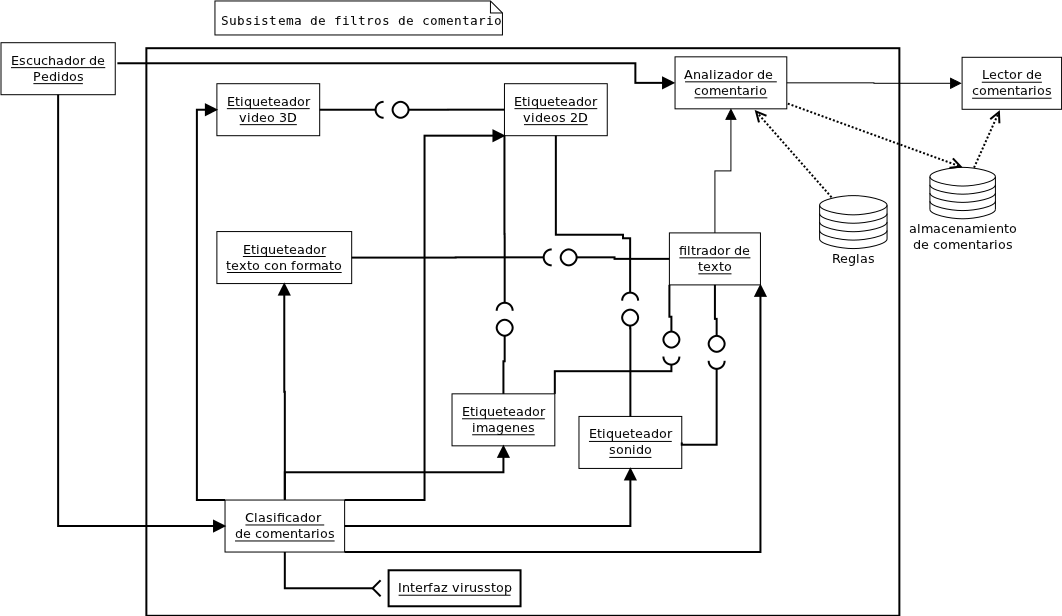 Subsistema de filtros de comentario
Escuchador de
Pedidos
Analizador de
comentario
Lector de
comentarios
Etiqueteador
video 3D
Etiqueteador
videos 2D
almacenamiento
de comentarios
Reglas
Etiqueteador
texto con formato
filtrador de
texto
Etiqueteador
imagenes
Etiqueteador
sonido
Clasificador
de comentarios
Interfaz virusstop